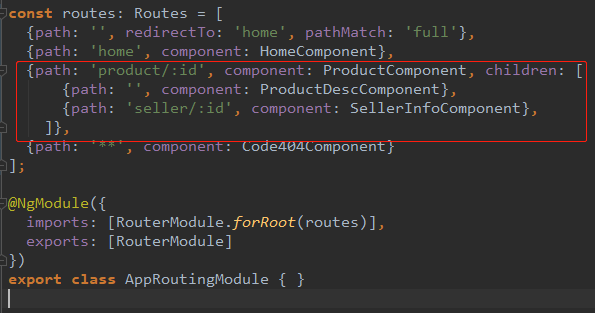 const routes: Routes = [
  {path: '', redirectTo: 'home', pathMatch: 'full'},
  {path: 'home', component: HomeComponent},
  {path: 'product/:id', component: ProductComponent, children: [
      {path: '', component: ProductDescComponent},
      {path: 'seller/:id', component: SellerInfoComponent},
    ]},
  {path: '**', component: Code404Component}
];
@NgModule({
  imports: [RouterModule.forRoot(routes)],
  exports: [RouterModule]
})
export class AppRoutingModule { }